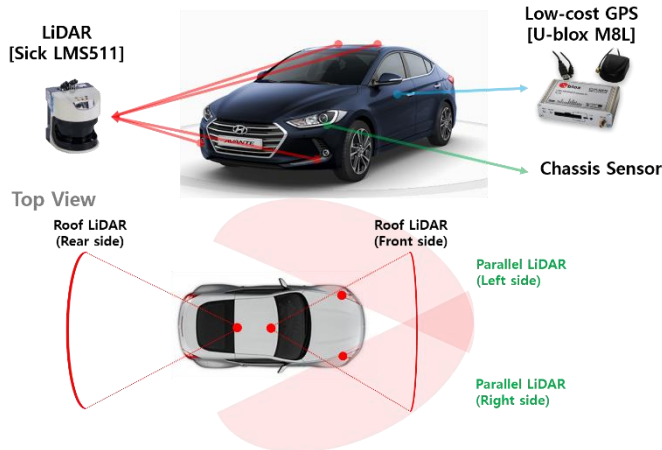 LiDAR
[Sick LMS511]
Low-cost GPS
[U-blox M8L]
AVANTE
Chassis Sensor
Top View
Roof LiDAR
(Rear side)
Roof LiDAR
(Front side)
Parallel LiDAR
(Left side)
Parallel LiDAR
(Right side)